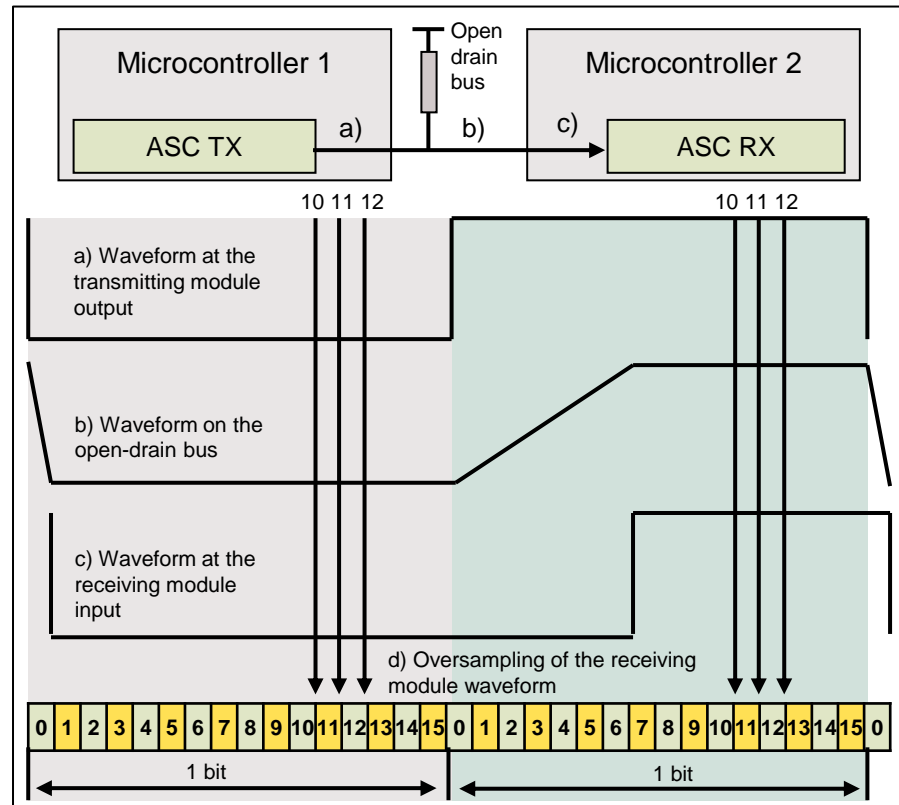 Open
drain
bus
Microcontroller 1
Microcontroller 2
a)
b)
c)
ASC TX
ASC RX
10 11 12
10 11 12
a) Waveform at the
transmitting module
output
b) Waveform on the
open-drain bus
c) Waveform at the
receiving module
input
d) Oversampling of the receiving
module waveform
0 1 2 3 4 5 6 7 8 9 10 11 12 13 14 15 0 1 2 3 4 5 6 7 8 9 10 11 12 13 14 15 0
1 bit
1 bit